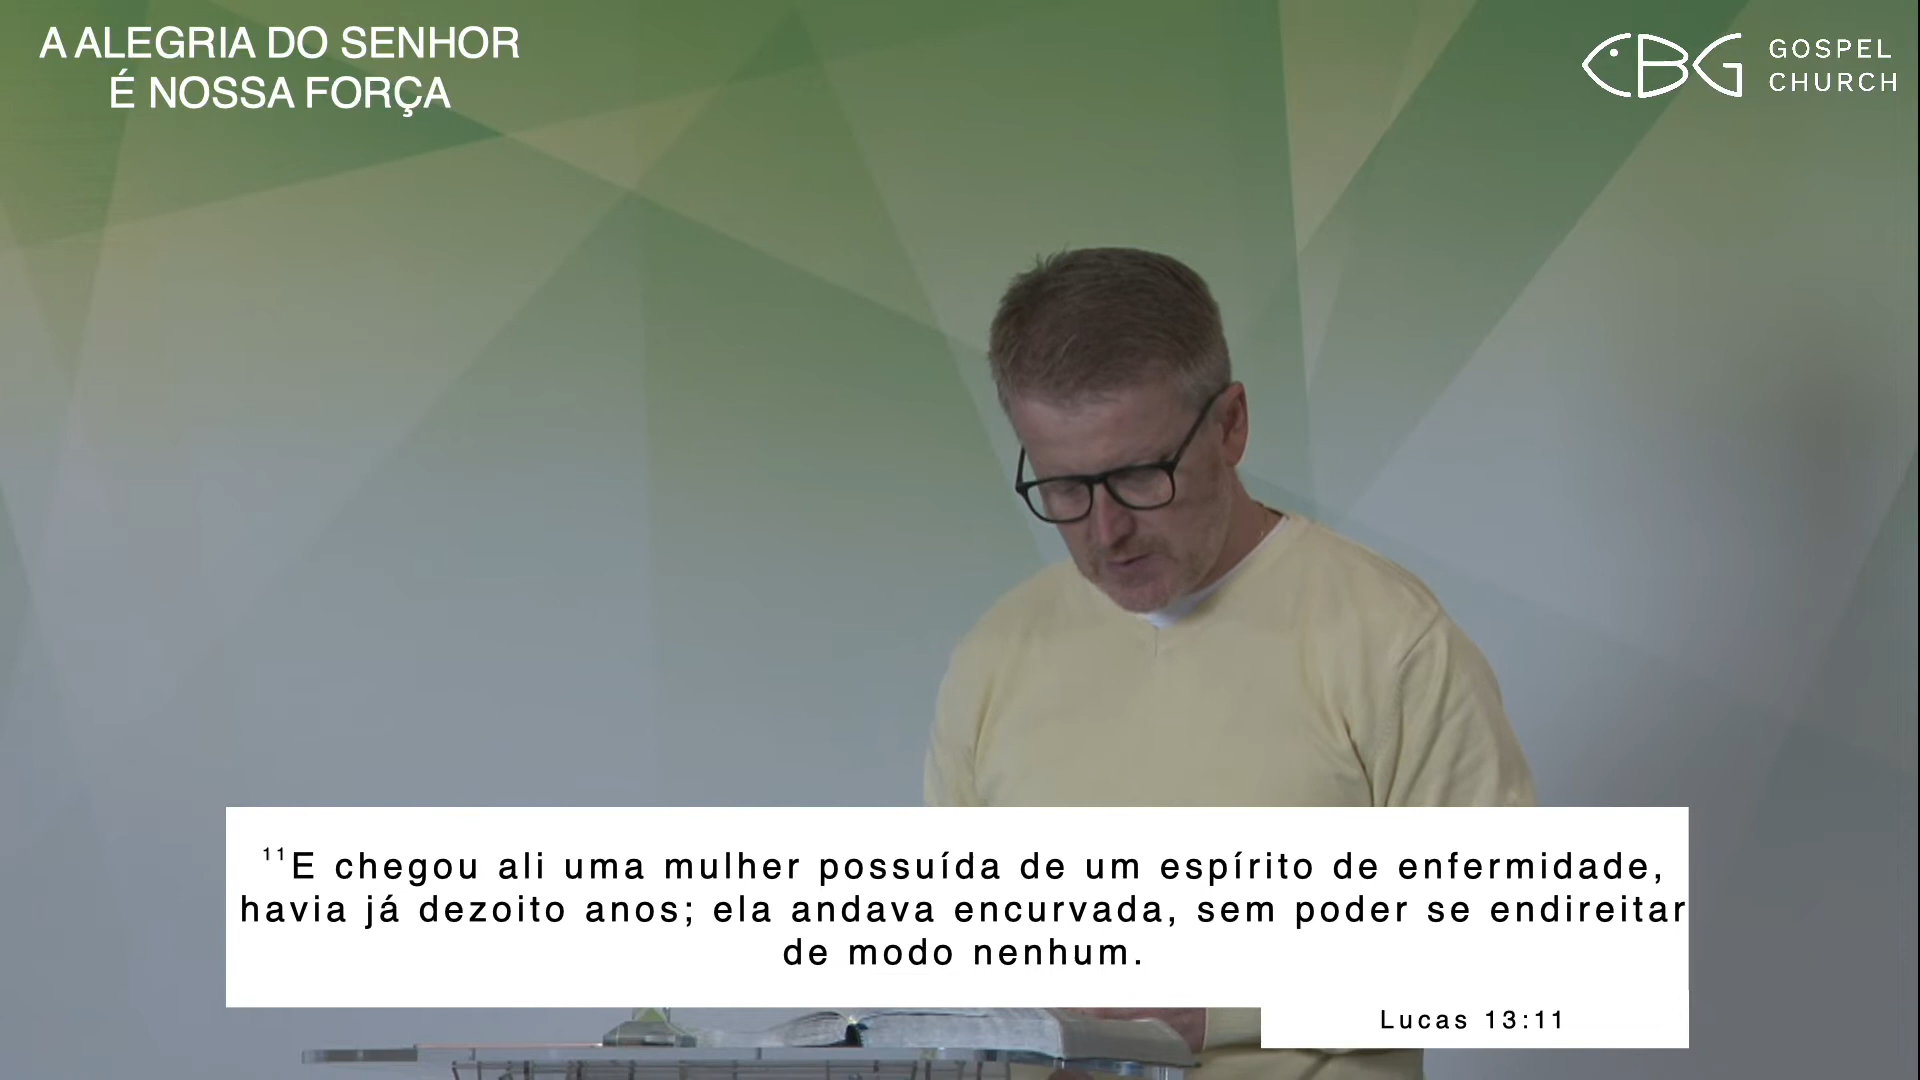 A ALEGRIA DO SENHOR
É NOSSA FORÇA
CBG
GOSPEL
CHURCH
¹¹E chegou ali uma mulher possuída de um espírito de enfermidade,
havia já dezoito anos; ela andava encurvada, sem poder se endireitar
de modo nenhum.
Lucas 13:11